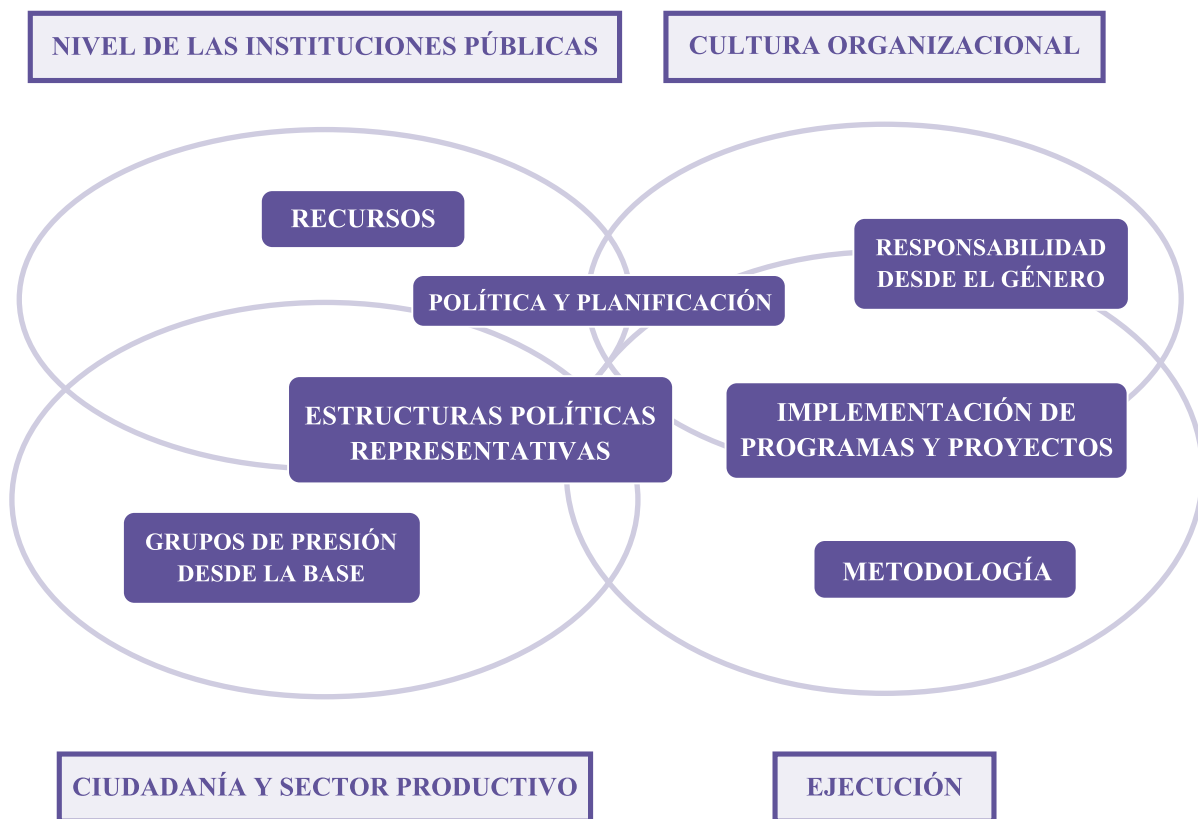 NIVEL DE LAS INSTITUCIONES PÚBLICAS
CULTURA ORGANIZACIONAL
RECURSOS
RESPONSABILIDAD
DESDE EL GÉNERO
POLÍTICA Y PLANIFICACIÓN
ESTRUCTURAS POLÍTICAS
REPRESENTATIVAS
IMPLEMENTACIÓN DE
PROGRAMAS Y PROYECTOS
GRUPOS DE PRESIÓN
DESDE LA BASE
METODOLOGÍA
CIUDADANÍA Y SECTOR PRODUCTIVO
EJECUCIÓN